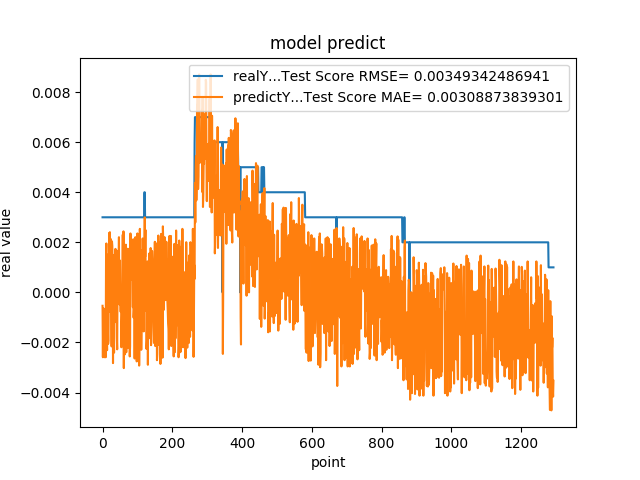 model predict
realY...Test Score RMSE= 0.00349342486941
predictY...Test Score MAE= 0.00308873839301
0.008
0.006
0.004
0.002
0.000
−0.002
−0.004
real value
0 200 400 600 800 1000 1200
point